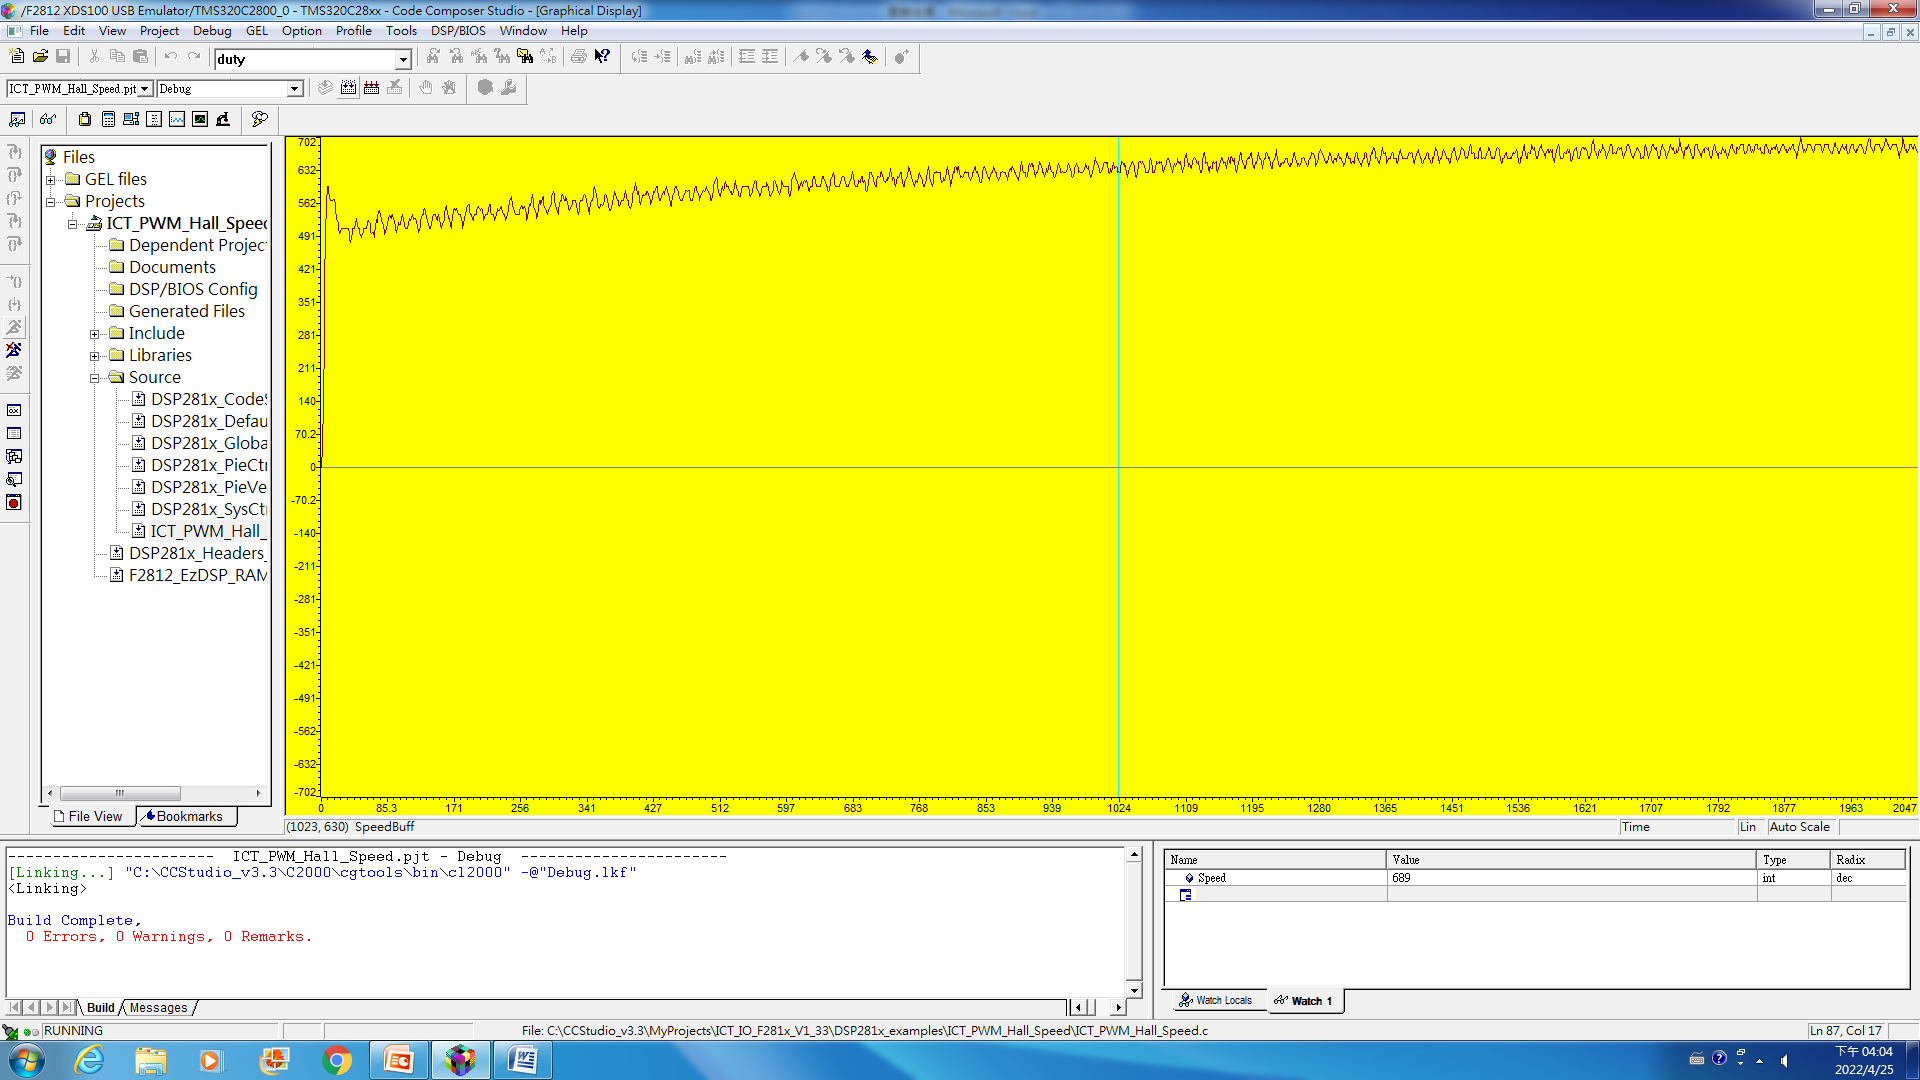 /F2812 XDS100 USB Emulator/TMS320C2800_0 - TMS320C28xx - Code Composer Studio - [Graphical Display]
File Edit View Project Debug GEL Option Profile Tools DSP/BIOS Window Help
duty
ICT_PWM_Hall_Speed.pjt Debug
Files
GEL files
Projects
ICT_PWM_Hall_Speed
Dependent Projec
Documents
DSP/BIOS Config
Generated Files
Include
Libraries
Source
DSP281x_CodeS
DSP281x_Defau
DSP281x_Globa
DSP281x_PieCtr
DSP281x_PieVe
DSP281x_SysCtr
ICT_PWM_Hall_
DSP281x_Headers_
F2812_EzDSP_RAM
File View Bookmarks
702
632
562
491
421
351
281
211
140
70.2
0
-70.2
-140
-211
-281
-351
-421
-491
-562
-632
-702
0 85.3 171 256 341 427 512 597 683 768 853 939 1024 1109 1195 1280 1365 1451 1536 1621 1707 1792 1877 1963 2047
(1023, 630) SpeedBuff Time Lin Auto Scale
----------------------- ICT_PWM_Hall_Speed.pjt - Debug -----------------------
[Linking...] "C:\CCStudio_v3.3\C2000\cgtools\bin\cl2000" -@"Debug.lkf"
<Linking>
Build Complete,
0 Errors, 0 Warnings, 0 Remarks.
Build Messages
Name Value Type Radix
Speed 689 int dec
Watch Locals Watch 1
RUNNING File: C:\CCStudio_v3.3\MyProjects\ICT_IO_F281x_V1_33\DSP281x_examples\ICT_PWM_Hall_Speed\ICT_PWM_Hall_Speed.c Ln 87, Col 17
下午 04:04
2022/4/25